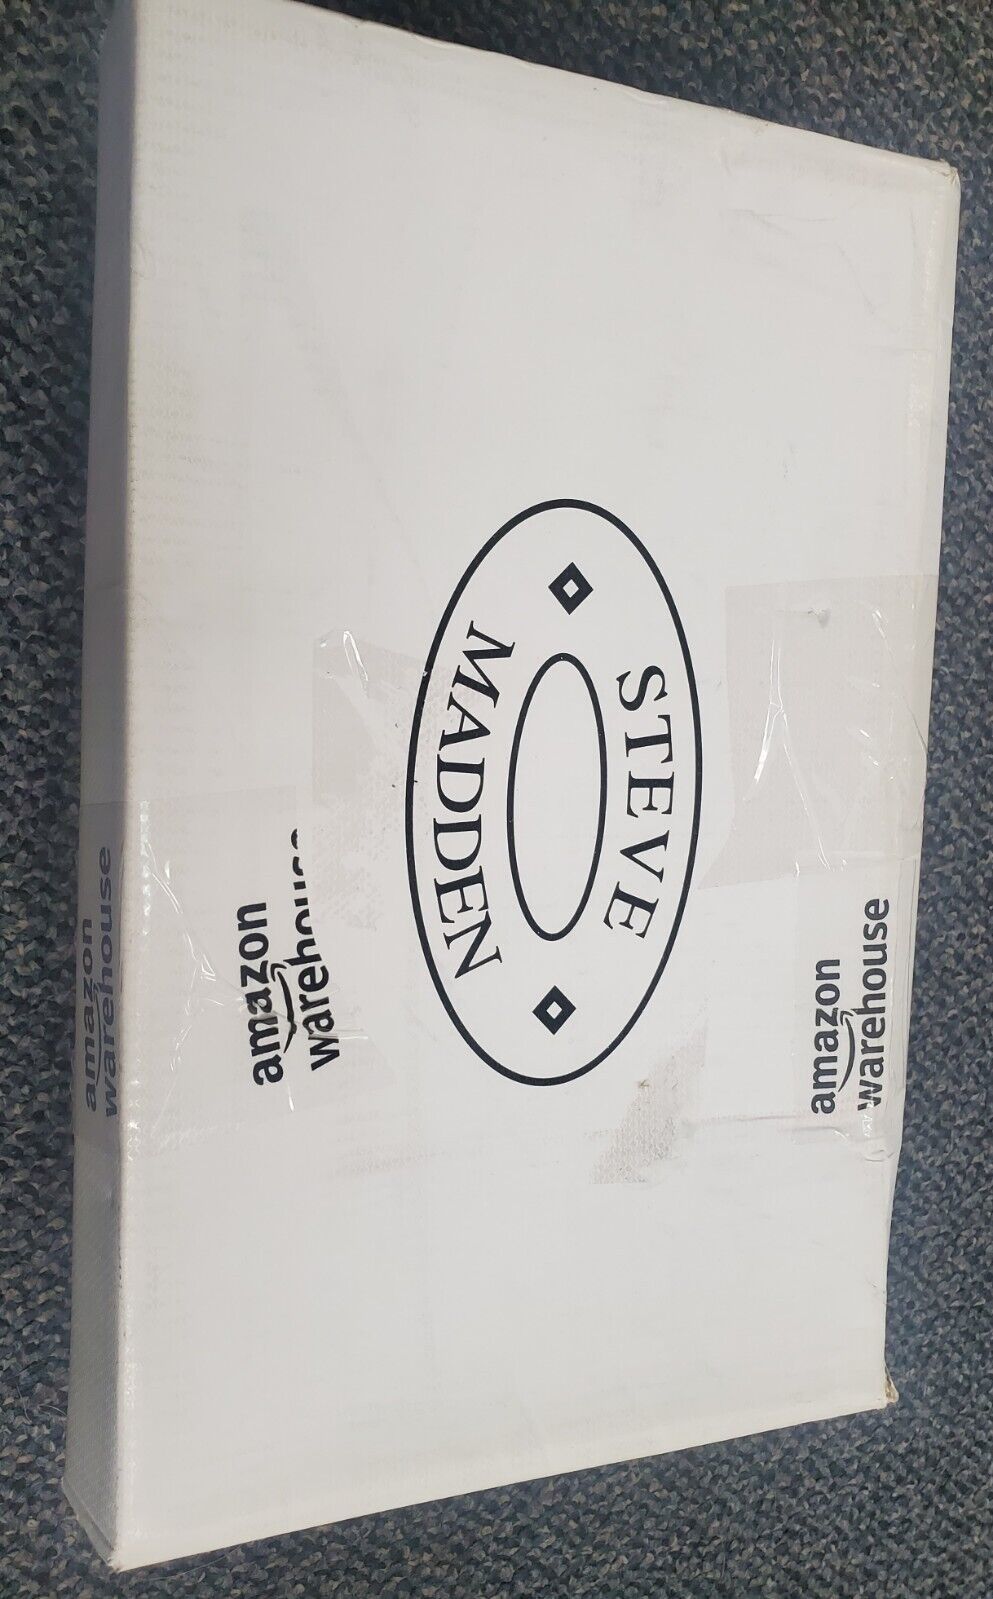 STEVE
MADDEN
amazon
warehouse
amazon
warehouse
amazon
warehouse